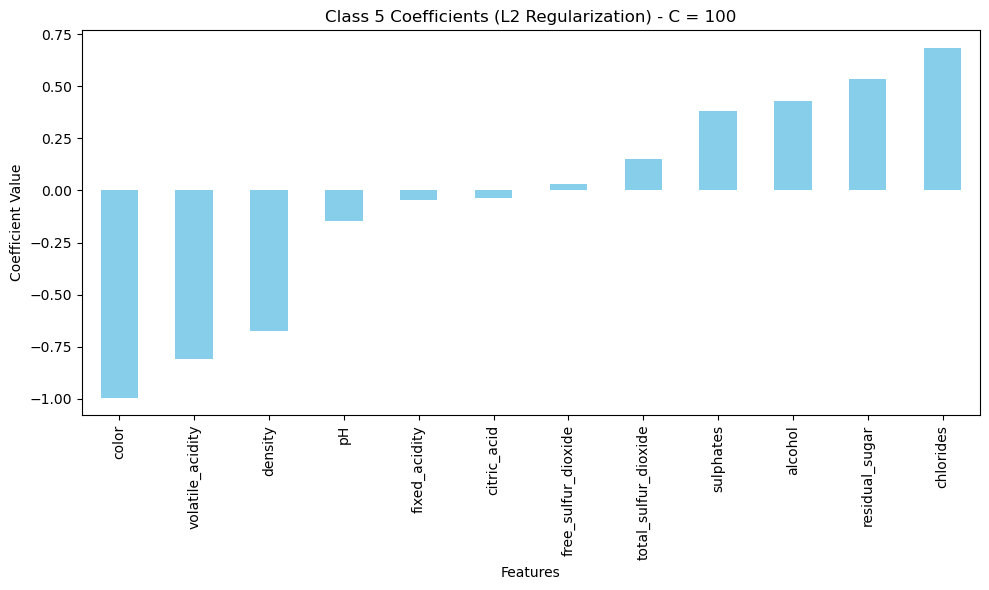 Class 5 Coefficients (L2 Regularization) - C = 100
Coefficient Value
0.75
0.50
0.25
0.00
−0.25
−0.50
−0.75
−1.00
color
volatile_acidity
density
pH
fixed_acidity
citric_acid
free_sulfur_dioxide
total_sulfur_dioxide
sulphates
alcohol
residual_sugar
chlorides
Features